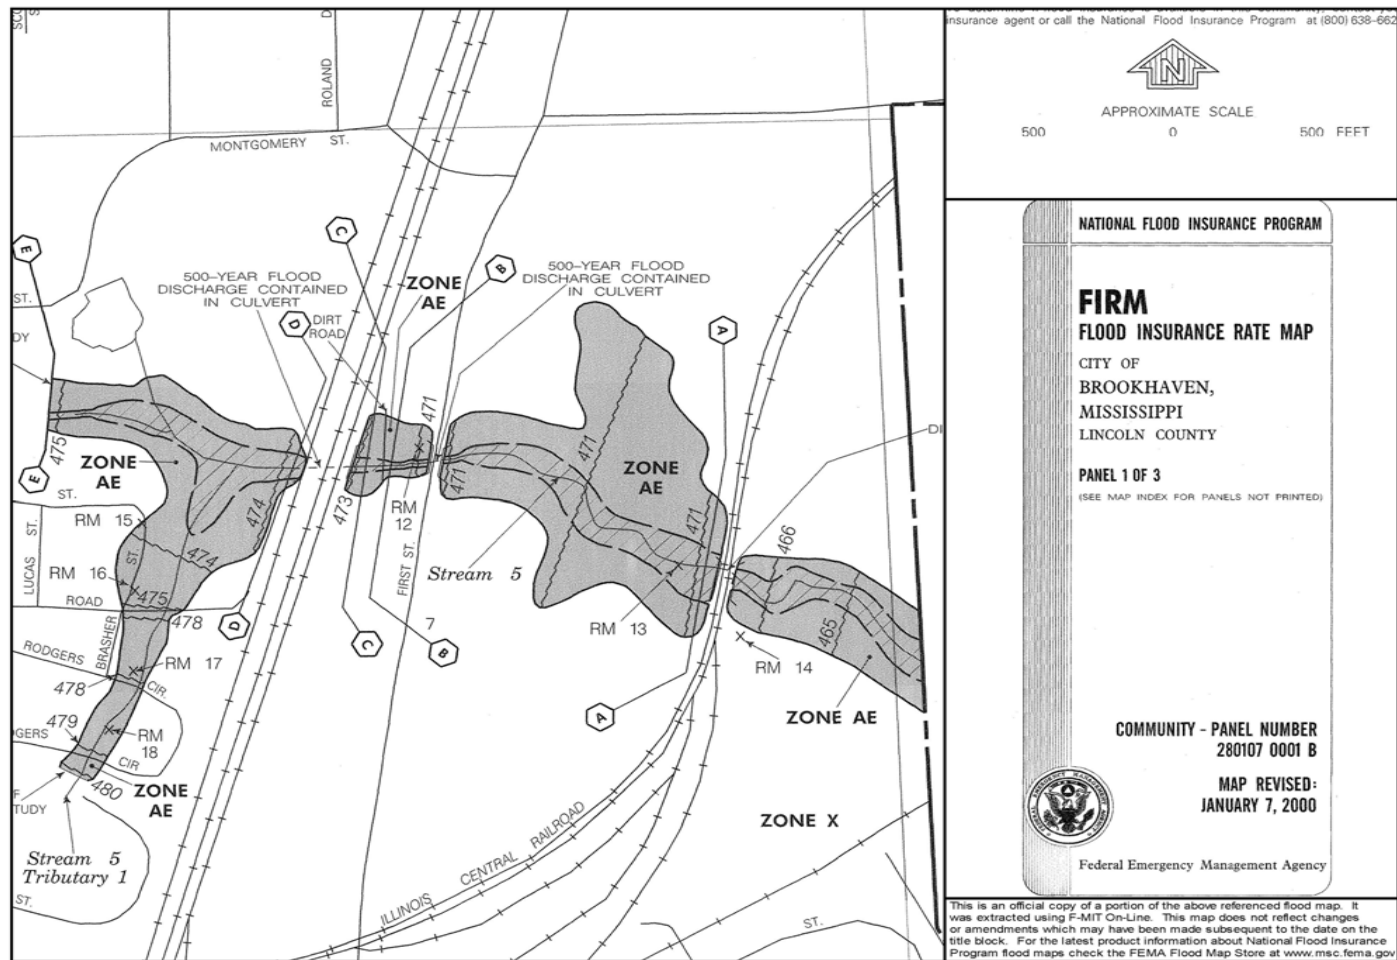 insurance agent or call the National Flood Insurance Program at (800) 638-662
N
APPROXIMATE SCALE
500 0 500 FEET
NATIONAL FLOOD INSURANCE PROGRAM
FIRM
FLOOD INSURANCE RATE MAP
CITY OF
BROOKHAVEN,
MISSISSIPPI
LINCOLN COUNTY
PANEL 1 OF 3
(SEE MAP INDEX FOR PANELS NOT PRINTED)
COMMUNITY - PANEL NUMBER
280107 0001 B
MAP REVISED:
JANUARY 7, 2000
Federal Emergency Management Agency
This is an official copy of a portion of the above referenced flood map. It
was extracted using F-MIT On-Line. This map does not reflect changes
or amendments which may have been made subsequent to the date on the
title block. For the latest product information about National Flood Insurance
Program flood maps check the FEMA Flood Map Store at www.msc.fema.gov
ROLAND D
MONTGOMERY ST.
E
C
B
500-YEAR FLOOD
DISCHARGE CONTAINED
IN CULVERT
ZONE
AE
500-YEAR FLOOD
DISCHARGE CONTAINED
IN CULVERT
ST.
D
DIRT
ROAD
A
DY
471
475
471
DI
ZONE
AE
ZONE
AE
E
474
473
471
471
ST.
RM
12
RM 15
466
LUCAS ST.
ST.
474
Stream 5
FIRST ST.
RM 16
475
ROAD
478
D
7
RM 13
465
RODGERS
BRASHER
RM 17
C
B
RM 14
478
CIR.
A
ZONE AE
479
RM
18
GERS
CIR
480
ZONE
AE
F
TUDY
ZONE X
Stream 5
Tributary 1
ILLINOIS CENTRAL RAILROAD
ST.
ST.